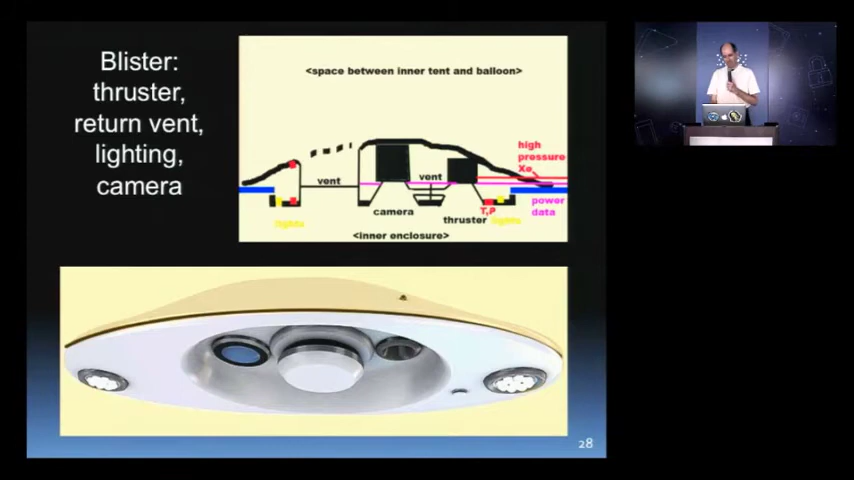 Blister:
thruster,
return vent,
lighting,
camera
<space between inner tent and balloon>
high
pressure
Xe
vent
vent
power
data
lights
camera
T,P
thruster
lights
<inner enclosure>
28